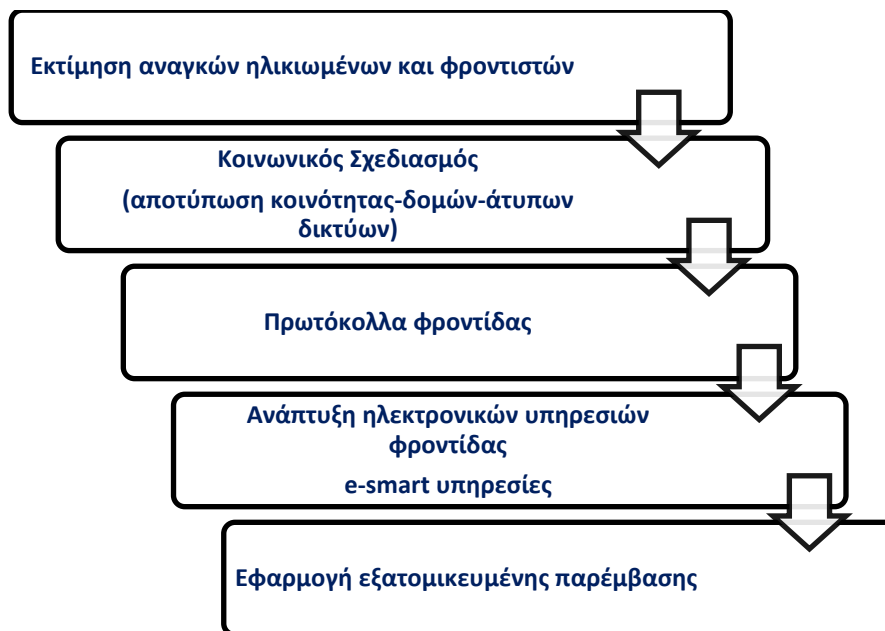 Εκτίμηση αναγκών ηλικιωμένων και φροντιστών
Κοινωνικός Σχεδιασμός
(αποτύπωση κοινότητας-δομών-άτυπων
δικτύων)
Πρωτόκολλα φροντίδας
Ανάπτυξη ηλεκτρονικών υπηρεσιών
φροντίδας
e-smart υπηρεσίες
Εφαρμογή εξατομικευμένης παρέμβασης